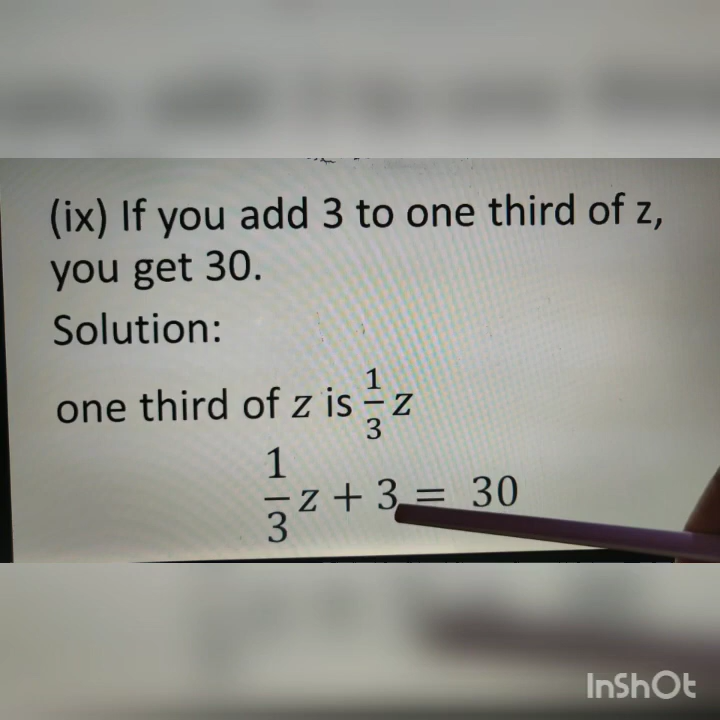 (ix) If you add 3 to one third of z,
you get 30.
Solution:
one third of z is 1/3 z
1/3 z + 3 = 30
InShOt